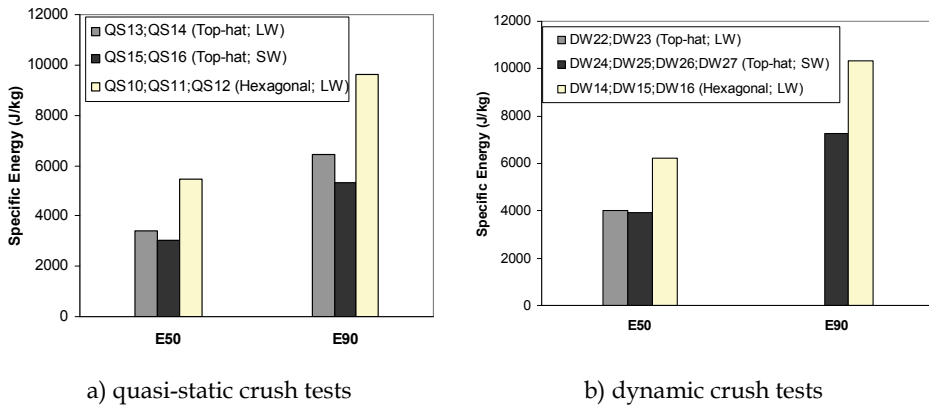 12000
10000
8000
6000
4000
2000
0
Specific Energy (J/kg)
QS13;QS14 (Top-hat; LW)
QS15;QS16 (Top-hat; SW)
QS10;QS11;QS12 (Hexagonal; LW)
E50 E90
a) quasi-static crush tests
12000
10000
8000
6000
4000
2000
0
Specific Energy (J/kg)
DW22;DW23 (Top-hat; LW)
DW24;DW25;DW26;DW27 (Top-hat; SW)
DW14;DW15;DW16 (Hexagonal; LW)
E50 E90
b) dynamic crush tests